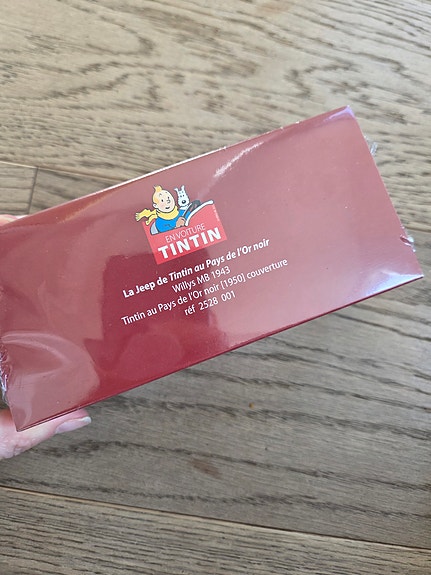 EN VOITURE
TINTIN
La Jeep de Tintin au Pays de l'Or noir
Willys MB 1943
Tintin au Pays de l'Or noir [1950] couverture
réf 2528 001